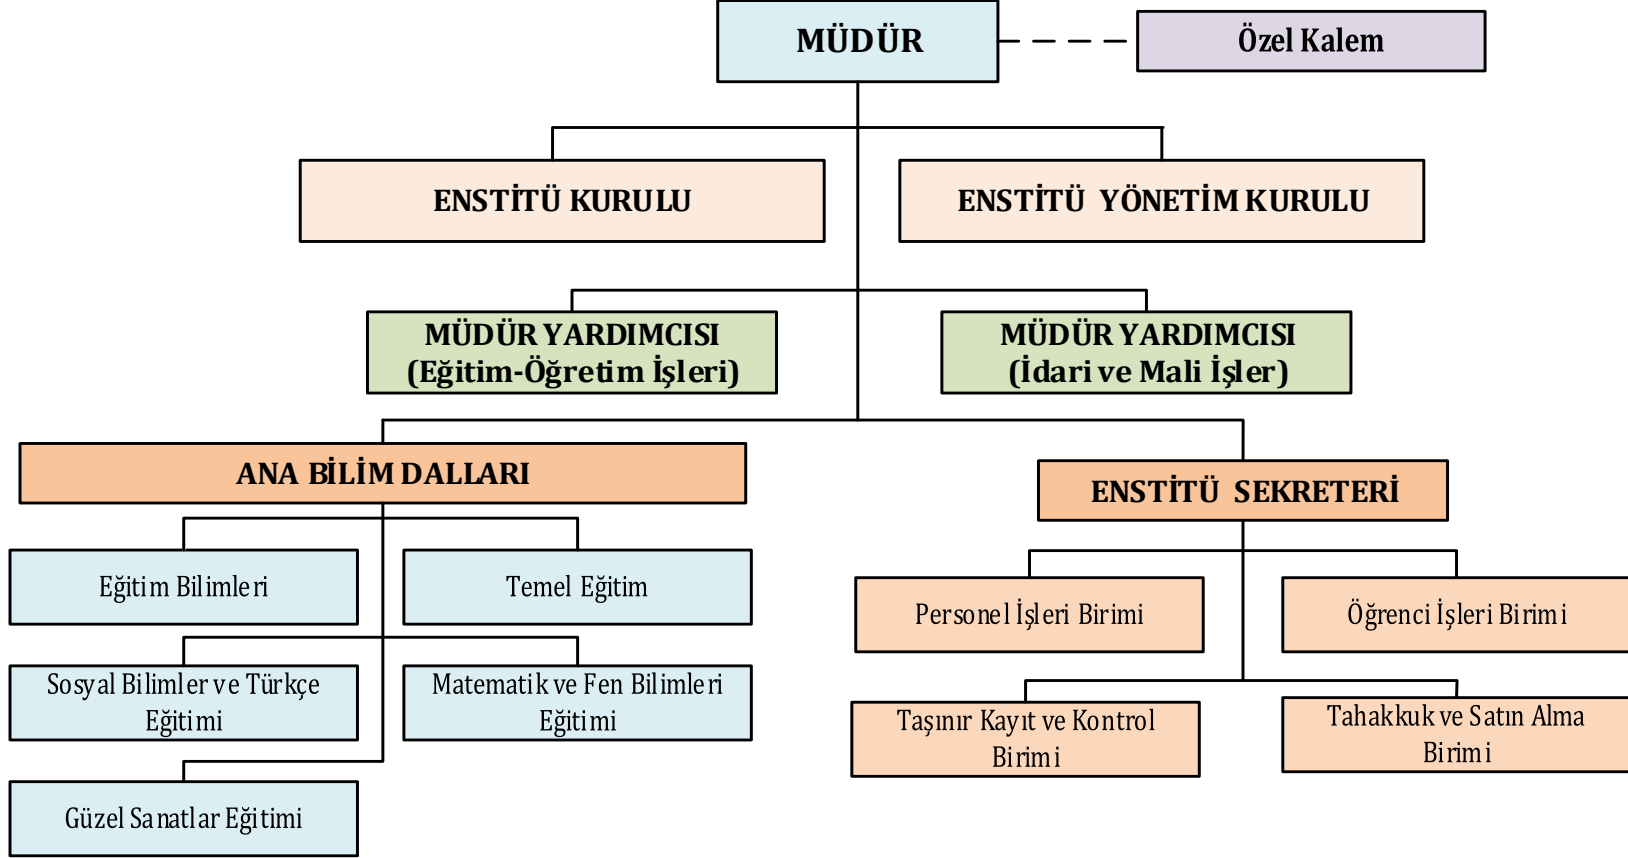 MÜDÜR
Özel Kalem
ENSTİTÜ KURULU
ENSTİTÜ YÖNETİM KURULU
MÜDÜR YARDIMCISI
(Eğitim-Öğretim İşleri)
MÜDÜR YARDIMCISI
(İdari ve Mali İşler)
ANA BİLİM DALLARI
ENSTİTÜ SEKRETERİ
Eğitim Bilimleri
Temel Eğitim
Personel İşleri Birimi
Öğrenci İşleri Birimi
Sosyal Bilimler ve Türkçe
Eğitimi
Matematik ve Fen Bilimleri
Eğitimi
Taşınır Kayıt ve Kontrol
Birimi
Tahakkuk ve Satın Alma
Birimi
Güzel Sanatlar Eğitimi